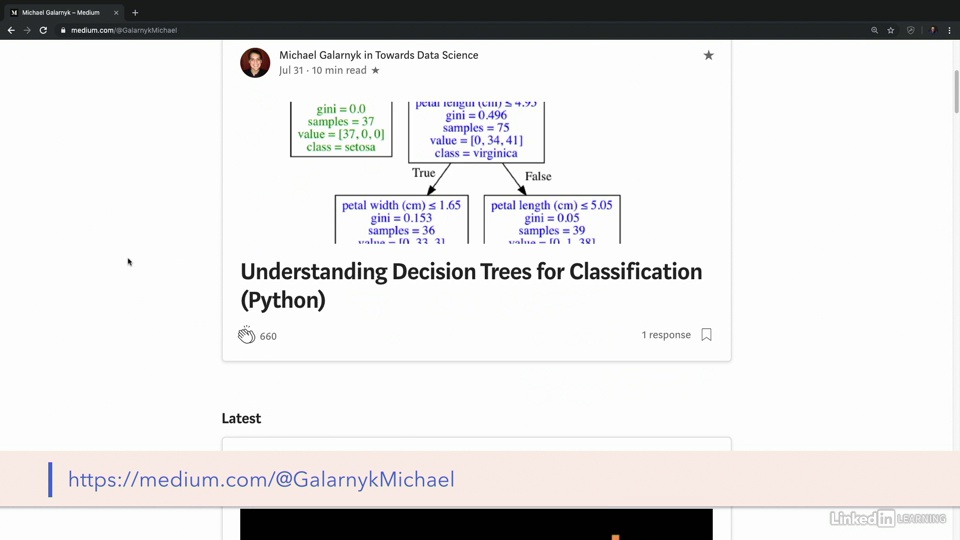 Michael Galarnyk – Medium
medium.com/@GalarnykMichael
Michael Galarnyk in Towards Data Science
Jul 31 · 10 min read ★
gini = 0.0
samples = 37
value = [37, 0, 0]
class = setosa
petal length (cm) ≤ 4.95
gini = 0.496
samples = 75
value = [0, 34, 41]
class = virginica
True
False
petal width (cm) ≤ 1.65
gini = 0.153
samples = 36
value = [0, 33, 3]
petal length (cm) ≤ 5.05
gini = 0.05
samples = 39
value = [0, 1, 38]
Understanding Decision Trees for Classification
(Python)
660
1 response
Latest
https://medium.com/@GalarnykMichael
LinkedIn LEARNING